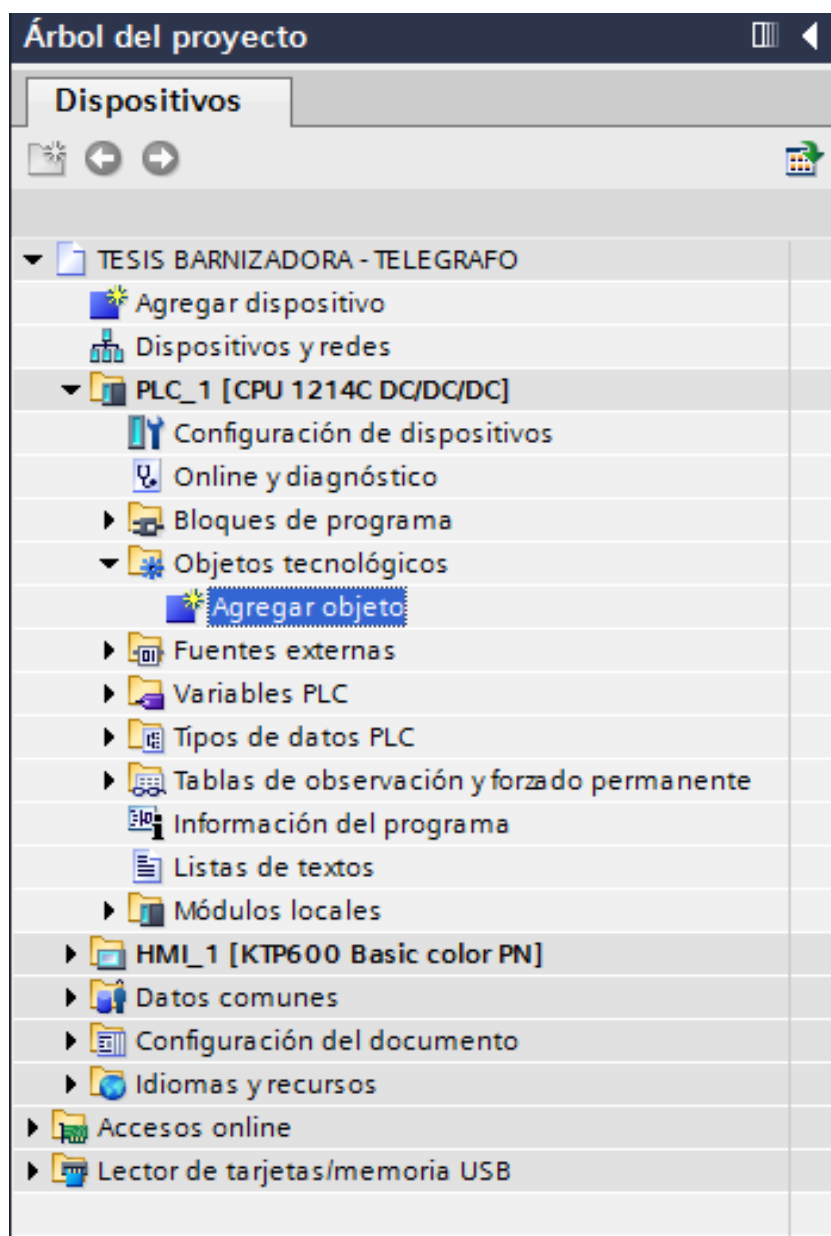 Árbol del proyecto
Dispositivos
TESIS BARNIZADORA - TELEGRAFO
Agregar dispositivo
Dispositivos y redes
PLC_1 [CPU 1214C DC/DC/DC]
Configuración de dispositivos
Online y diagnóstico
Bloques de programa
Objetos tecnológicos
Agregar objeto
Fuentes externas
Variables PLC
Tipos de datos PLC
Tablas de observación y forzado permanente
Información del programa
Listas de textos
Módulos locales
HMI_1 [KTP600 Basic color PN]
Datos comunes
Configuración del documento
Idiomas y recursos
Accesos online
Lector de tarjetas/memoria USB